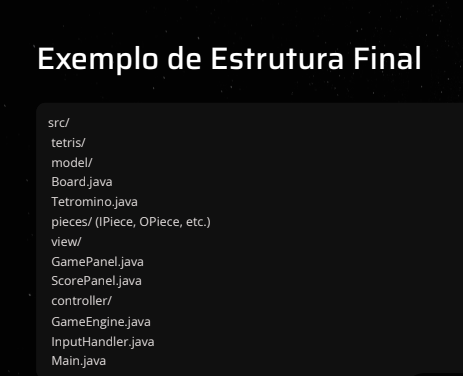 Exemplo de Estrutura Final
src/
tetris/
model/
Board.java
Tetromino.java
pieces/ (IPiece, OPiece, etc.)
view/
GamePanel.java
ScorePanel.java
controller/
GameEngine.java
InputHandler.java
Main.java